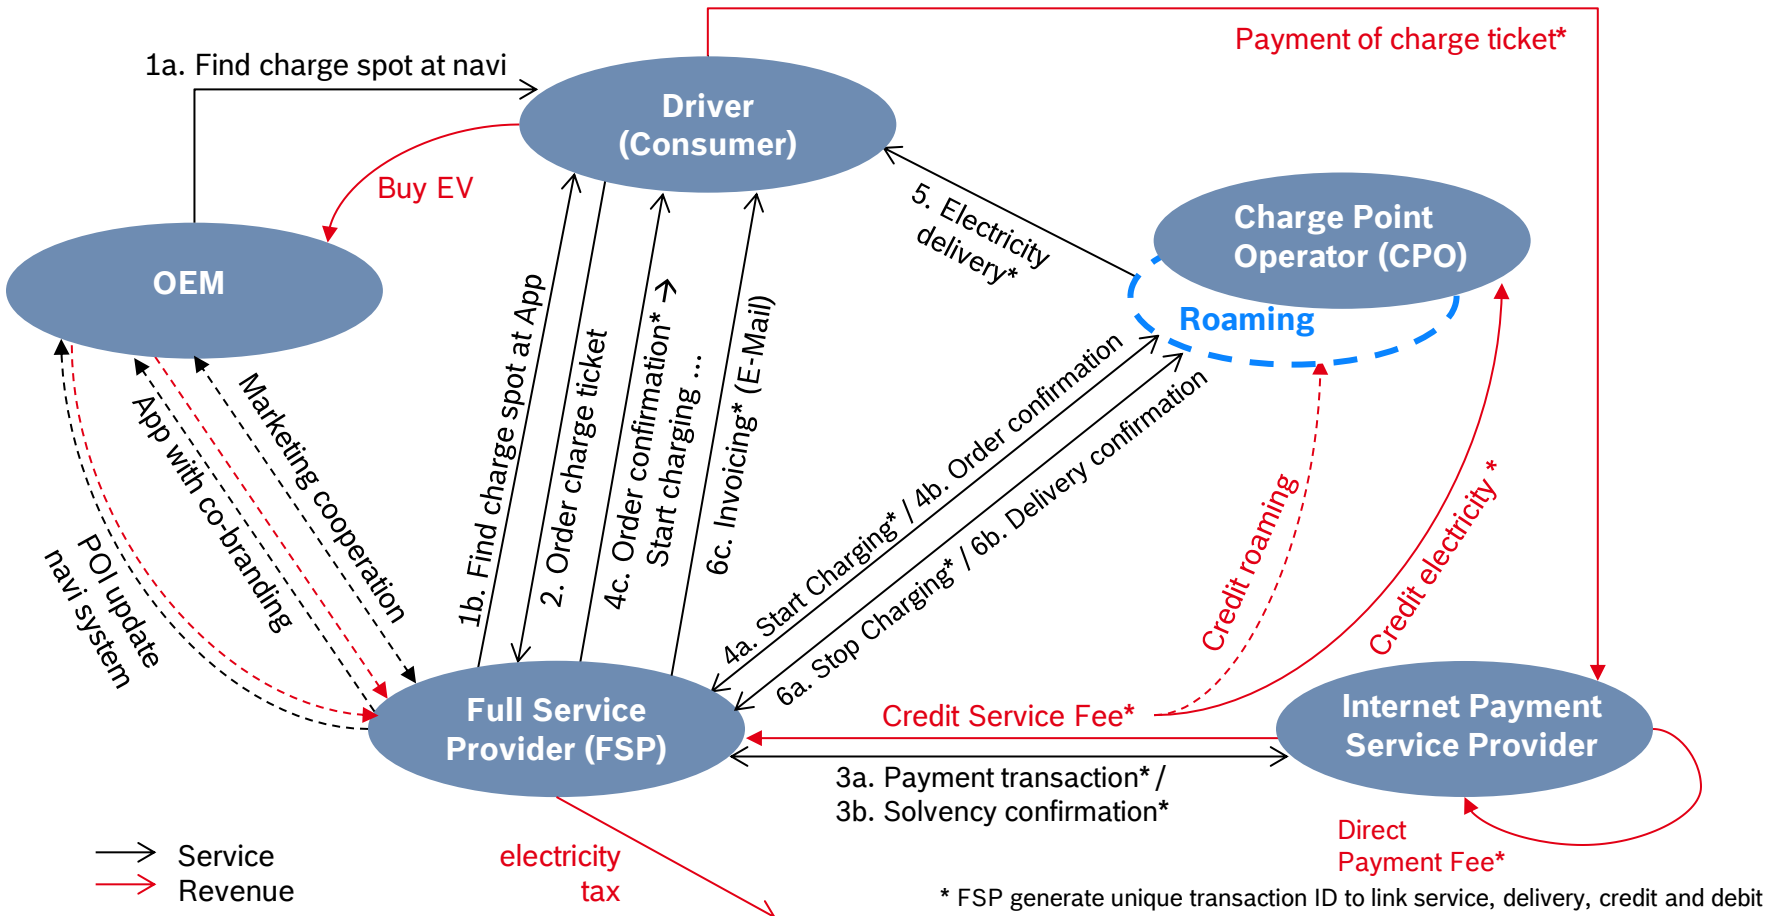 Payment of charge ticket*
1a. Find charge spot at navi
Driver
(Consumer)
Buy EV
5. Electricity
delivery*
Charge Point
Operator (CPO)
Roaming
OEM
1b. Find charge spot at App
2. Order charge ticket
4c. Order confirmation* →
Start charging ...
6c. Invoicing* (E-Mail)
4a. Start Charging* / 4b. Order confirmation
6a. Stop Charging* / 6b. Delivery confirmation
Marketing cooperation
App with co-branding
POI update
navi system
Credit roaming
Credit electricity *
Full Service
Provider (FSP)
Credit Service Fee*
Internet Payment
Service Provider
3a. Payment transaction* /
3b. Solvency confirmation*
Direct
Payment Fee*
Service
Revenue
electricity
tax
* FSP generate unique transaction ID to link service, delivery, credit and debit